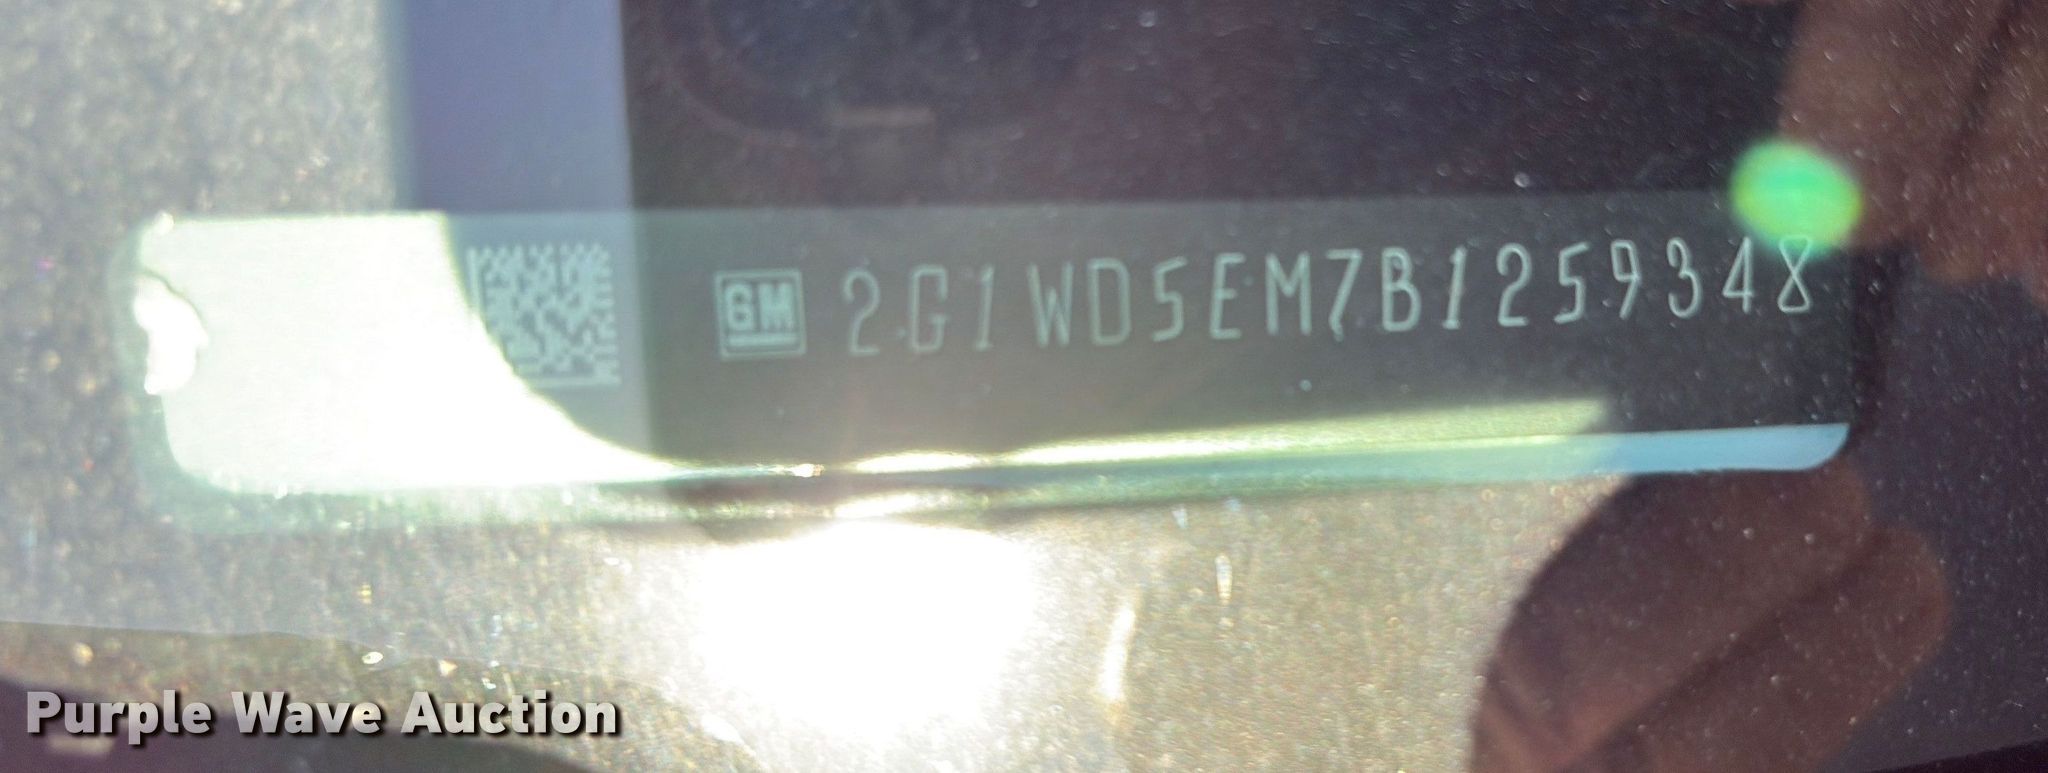 GM 2G1WD5EM7B1259348
Purple Wave Auction